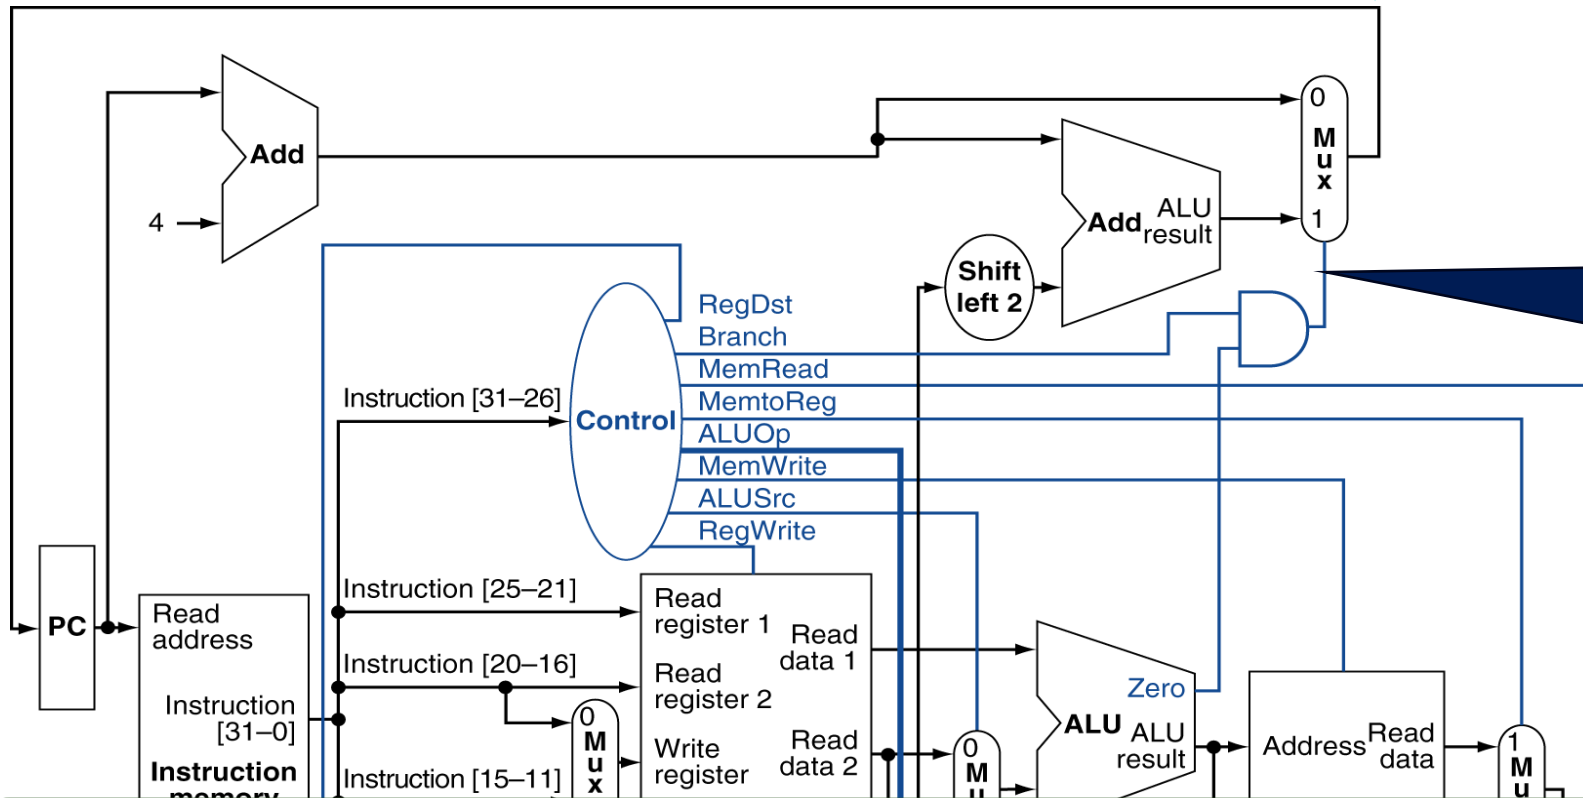 0
M
u
x
1
Add
4
Add
ALU
result
Shift
left 2
RegDst
Branch
MemRead
MemtoReg
ALUOp
MemWrite
ALUSrc
RegWrite
Control
Instruction [31–26]
Instruction [25–21]
Instruction [20–16]
Instruction [15–11]
PC
Read
address
Instruction
[31–0]
Instruction
memory
0
M
u
x
Read
register 1
Read
register 2
Write
register
Read
data 1
Read
data 2
0
M
u
Zero
ALU
ALU
result
Address
Read
data
1
M
u